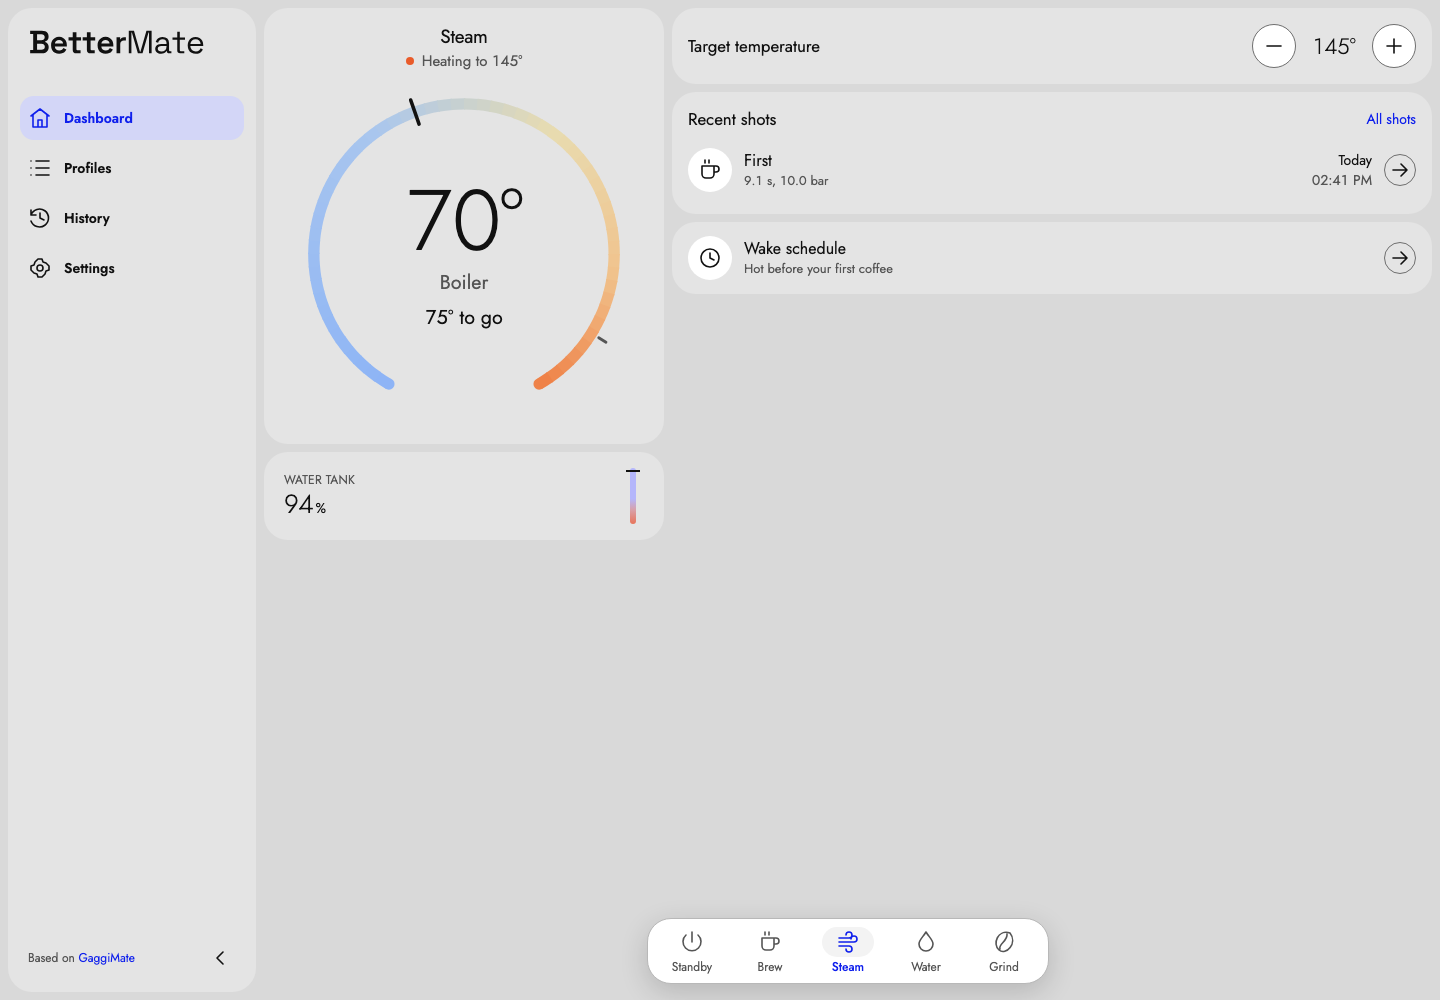 BetterMate
Dashboard
Profiles
History
Settings
Based on GaggiMate
Steam
Heating to 145°
70°
Boiler
75° to go
WATER TANK
94%
Target temperature
145°
Recent shots
All shots
First
9.1 s, 10.0 bar
Today
02:41 PM
Wake schedule
Hot before your first coffee
Standby
Brew
Steam
Water
Grind